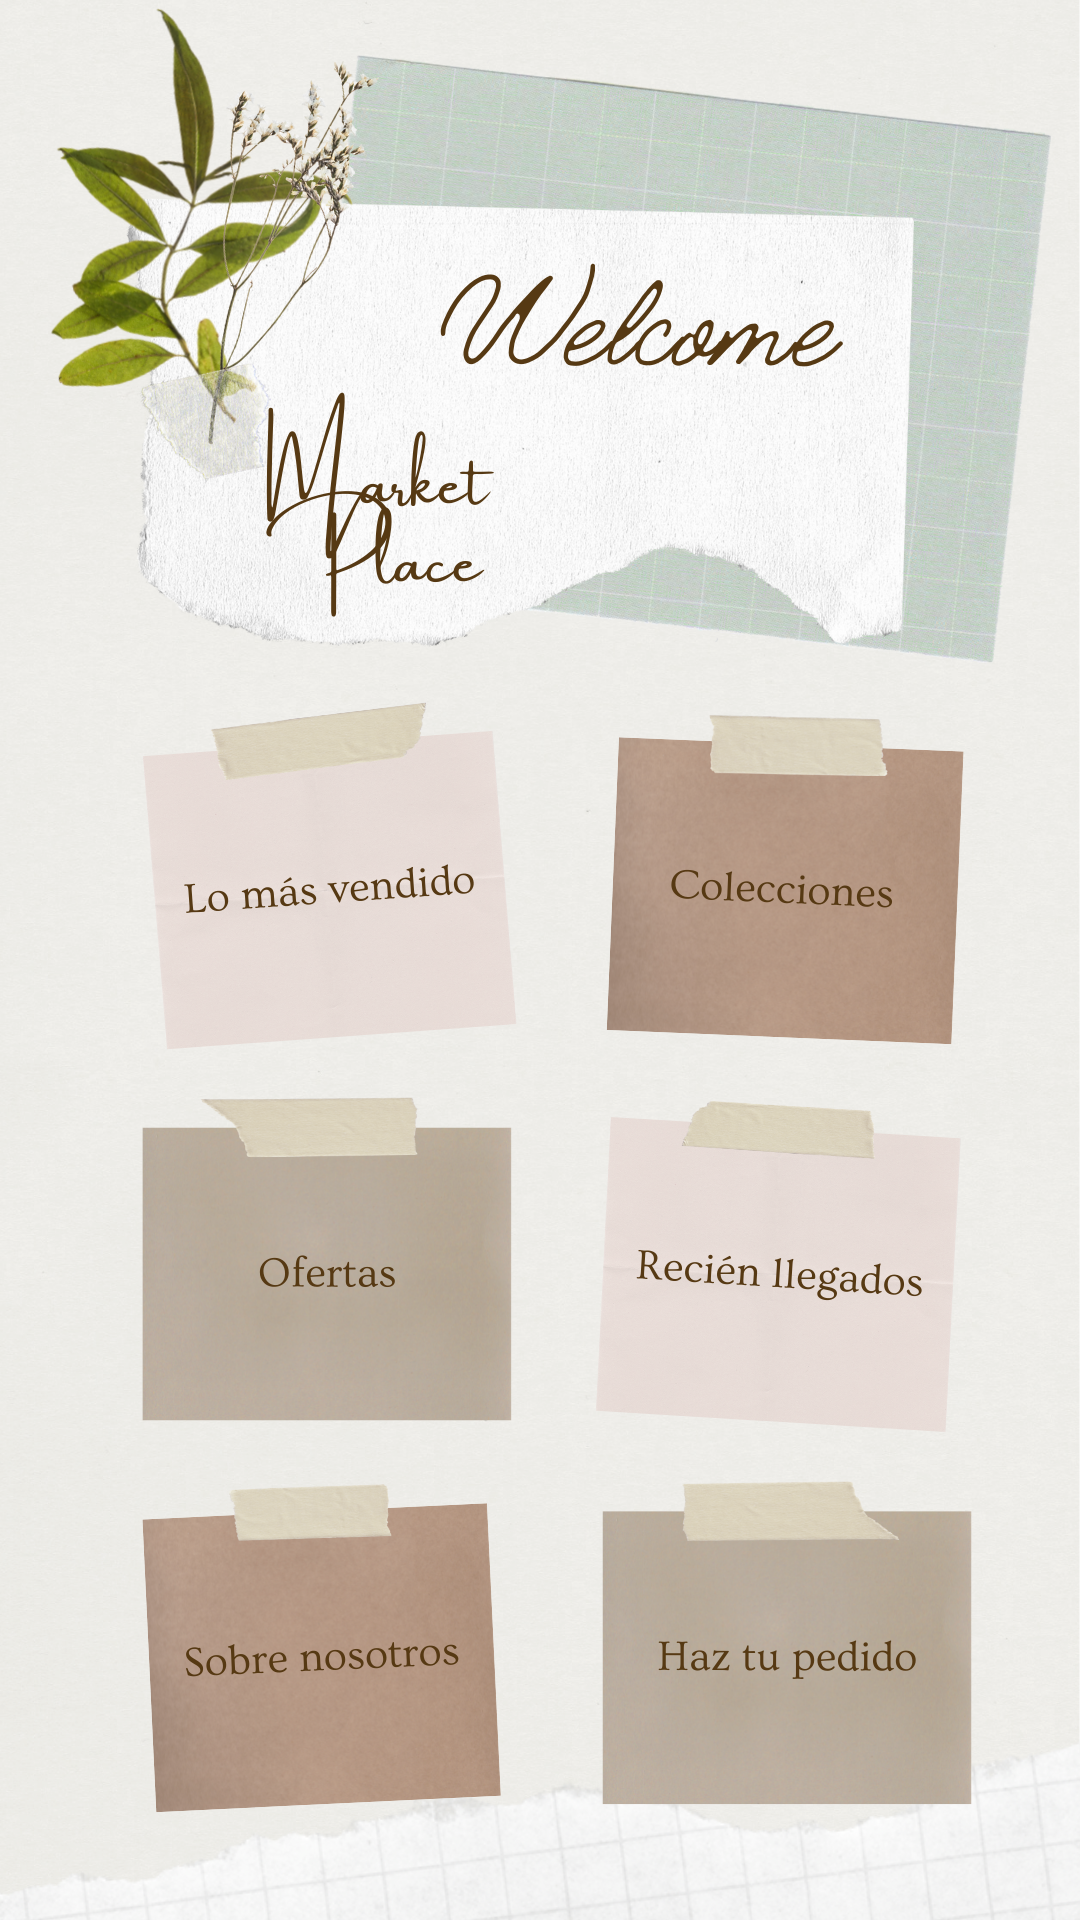 Welcome
Market
Place
Lo más vendido
Colecciones
Ofertas
Recién llegados
Sobre nosotros
Haz tu pedido